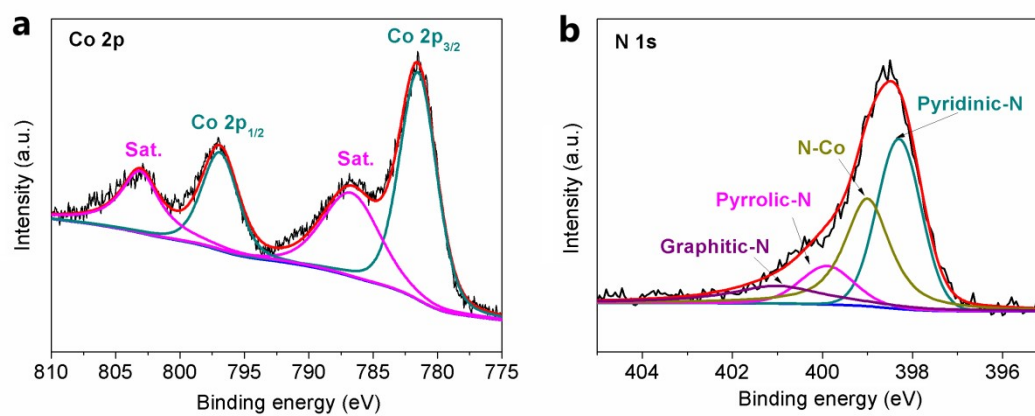 a
Co 2p
Co 2p3/2
Co 2p1/2
Sat.
Sat.
Intensity (a.u.)
810 805 800 795 790 785 780 775
Binding energy (eV)
b
N 1s
Pyridinic-N
N-Co
Pyrrolic-N
Graphitic-N
Intensity (a.u.)
404 402 400 398 396
Binding energy (eV)